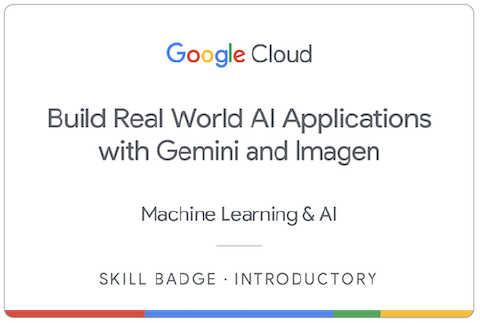 Google Cloud
Build Real World AI Applications
with Gemini and Imagen
Machine Learning & AI
SKILL BADGE · INTRODUCTORY